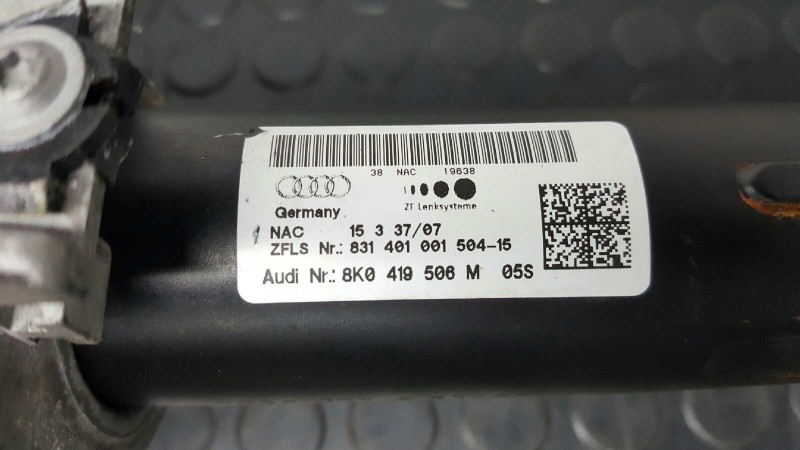 38 NAC 19638
ZF Lenksysteme
Germany
NAC 15 3 37/07
ZFLS Nr.: 831 401 001 504-15
Audi Nr.: 8K0 419 506 M 05S